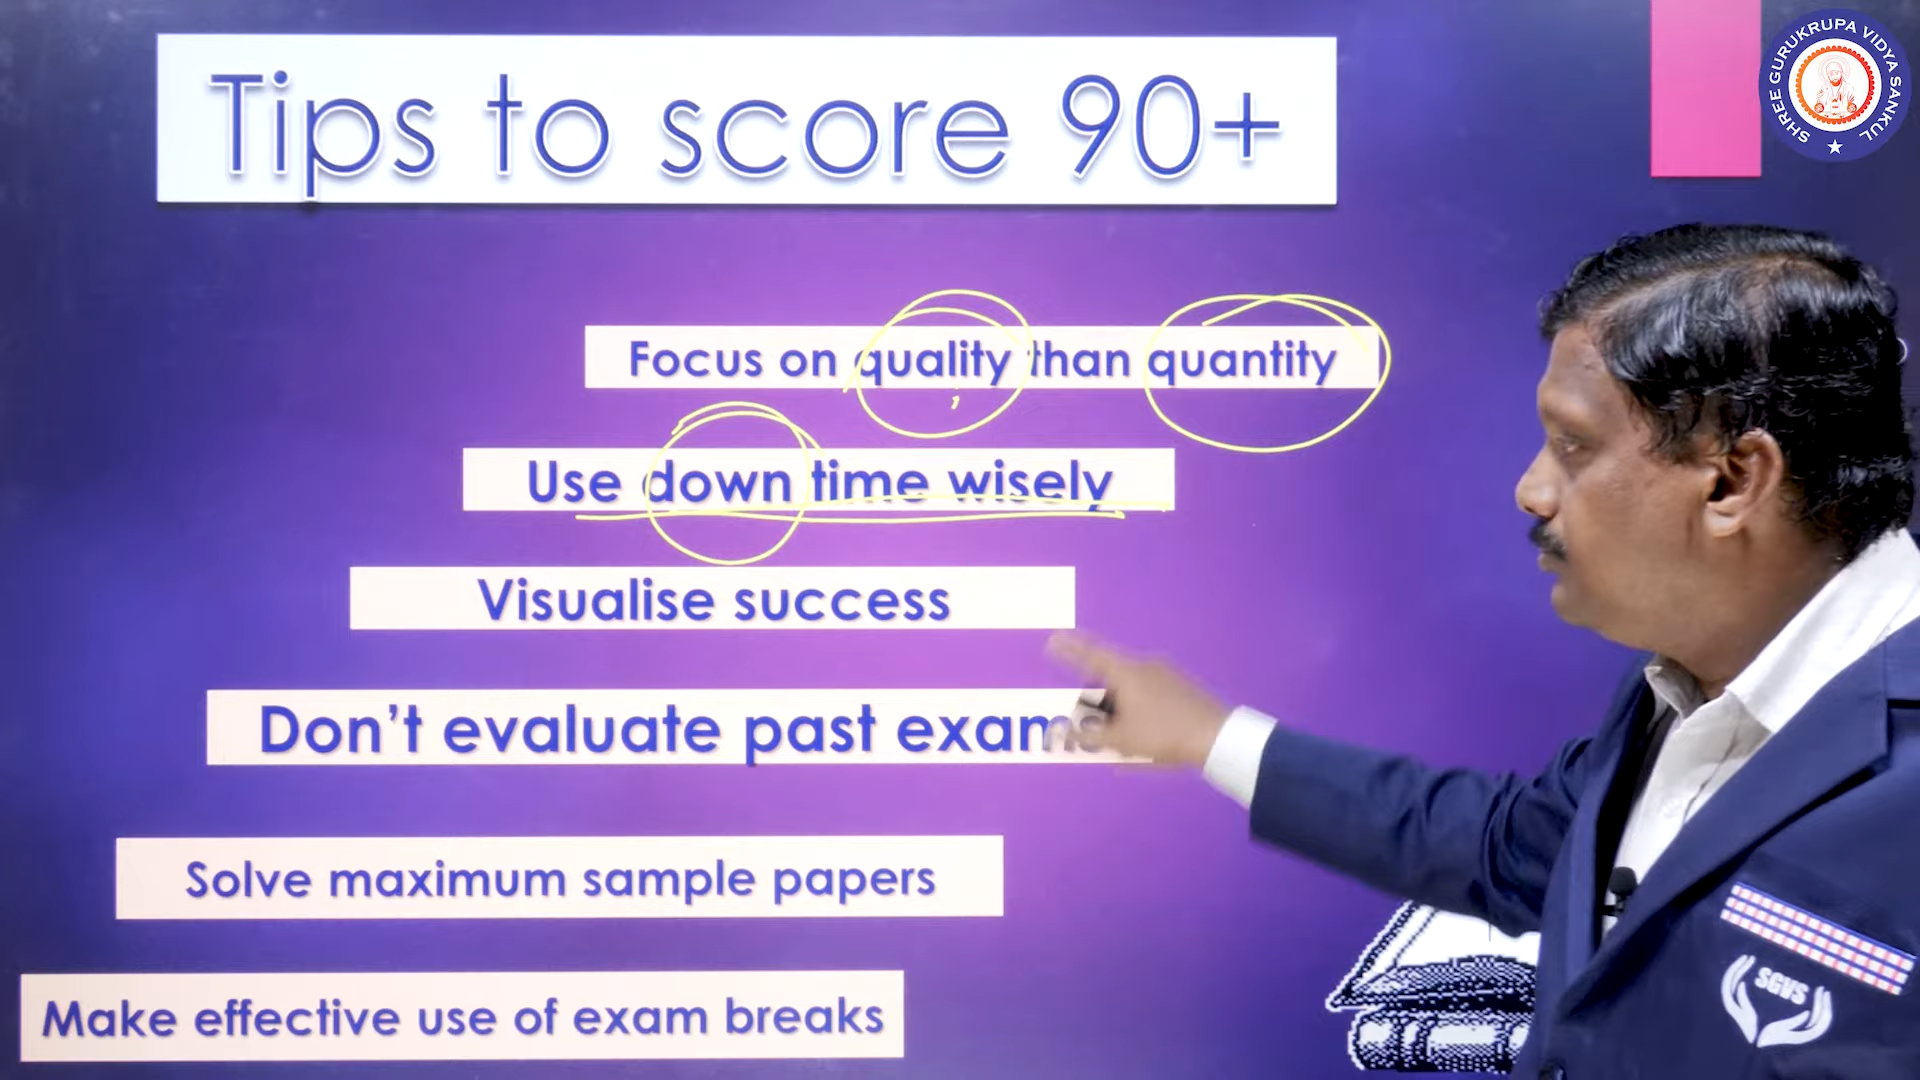 Tips to score 90+
SHREE GURUKRUPA VIDYA SANKUL
Focus on quality than quantity
Use down time wisely
Visualise success
Don't evaluate past exams
Solve maximum sample papers
Make effective use of exam breaks
SGVS